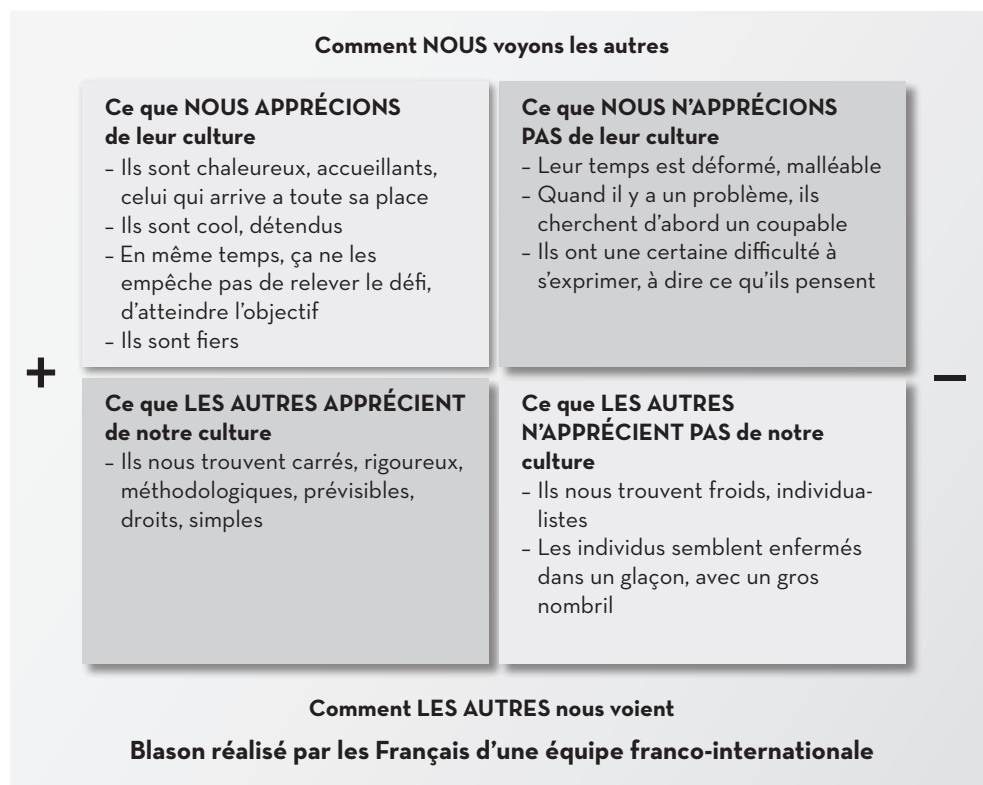 Comment NOUS voyons les autres
Ce que NOUS APPRÉCIONS
de leur culture
– Ils sont chaleureux, accueillants,
celui qui arrive a toute sa place
– Ils sont cool, détendus
– En même temps, ça ne les
empêche pas de relever le défi,
d’atteindre l’objectif
– Ils sont fiers
Ce que NOUS N’APPRÉCIONS
PAS de leur culture
– Leur temps est déformé, malléable
– Quand il y a un problème, ils
cherchent d’abord un coupable
– Ils ont une certaine difficulté à
s’exprimer, à dire ce qu’ils pensent
+
–
Ce que LES AUTRES APPRÉCIENT
de notre culture
– Ils nous trouvent carrés, rigoureux,
méthodologiques, prévisibles,
droits, simples
Ce que LES AUTRES
N’APPRÉCIENT PAS de notre
culture
– Ils nous trouvent froids, individua-
listes
– Les individus semblent enfermés
dans un glaçon, avec un gros
nombril
Comment LES AUTRES nous voient
Blason réalisé par les Français d’une équipe franco-internationale